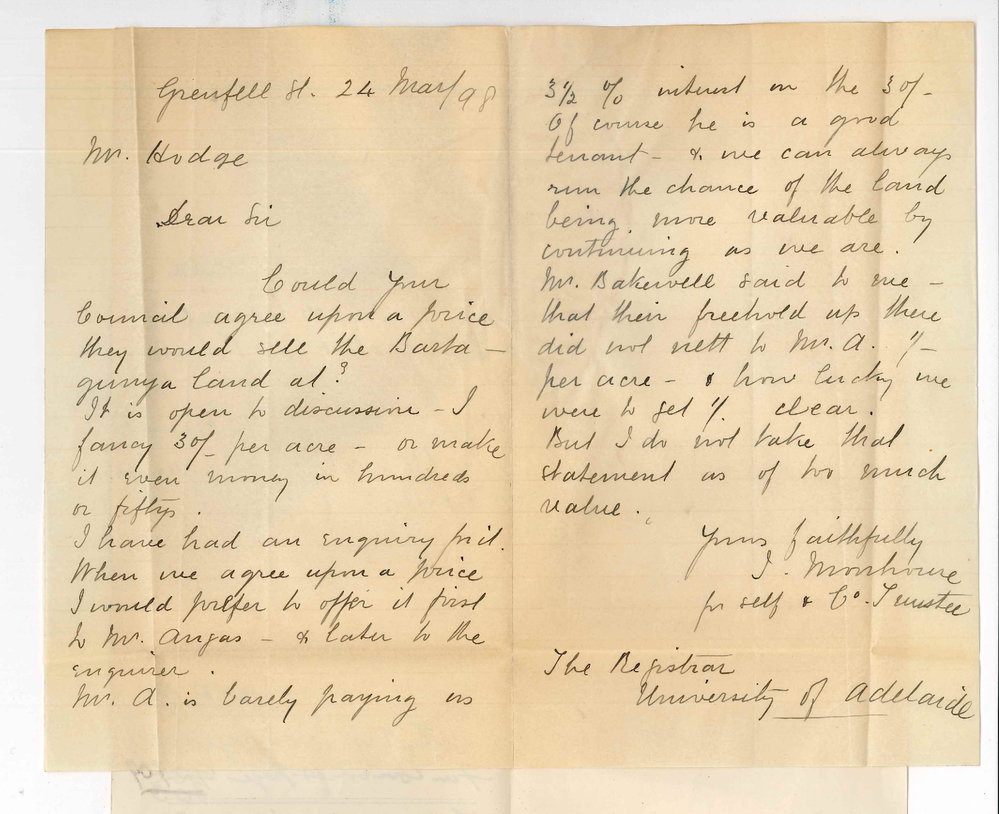 Grenfell St. 24 Mar/98
Mr. Hodge
Dear Sir
Could your
Council agree upon a price
they would sell the Barta-
gunya land at?
It is open to discussion - I
fancy 30/- per acre - or make
it even money in hundreds
or fiftys.
I have had an enquiry for it.
When we agree upon a price
I would prefer to offer it first
to Mr. Angas - & later to the
enquirer.
Mr. A. is barely paying us
3 1/2 % interest on the 30/-
Of course he is a good
tenant - & we can always
run the chance of the land
being more valuable by
continuing as we are.
Mr. Bakewell said to me -
that their freehold up there
did not nett to Mr. A. 1/-
per acre - & how lucky we
were to get 1/. clear.
But I do not take that
statement as of too much
value.
Yours faithfully
for self & Co. Trustee
The Registrar
University of Adelaide